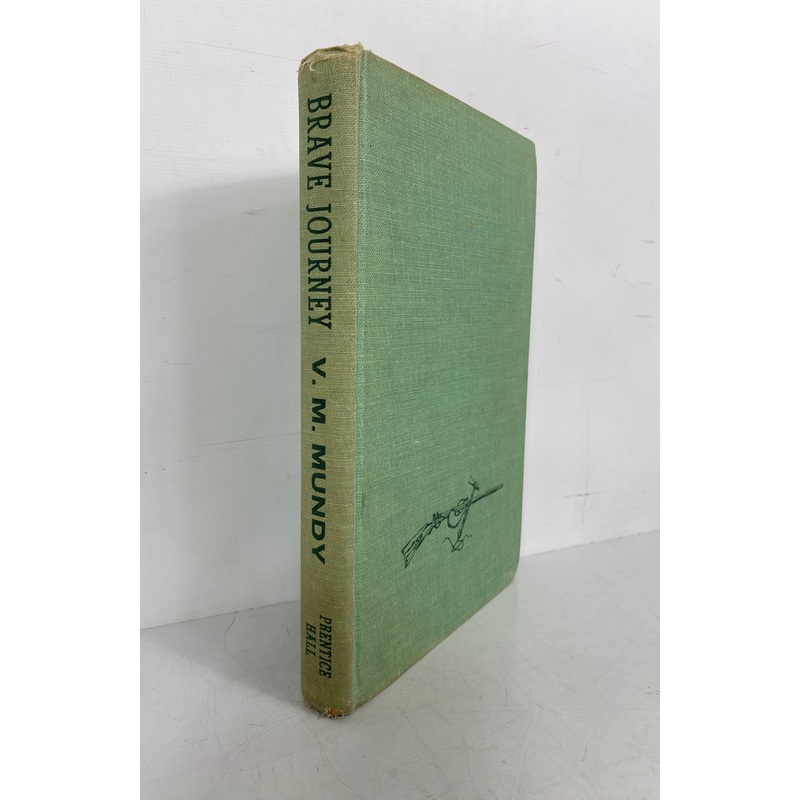 BRAVE JOURNEY
V. M. MUNDY
PRENTICE
HALL